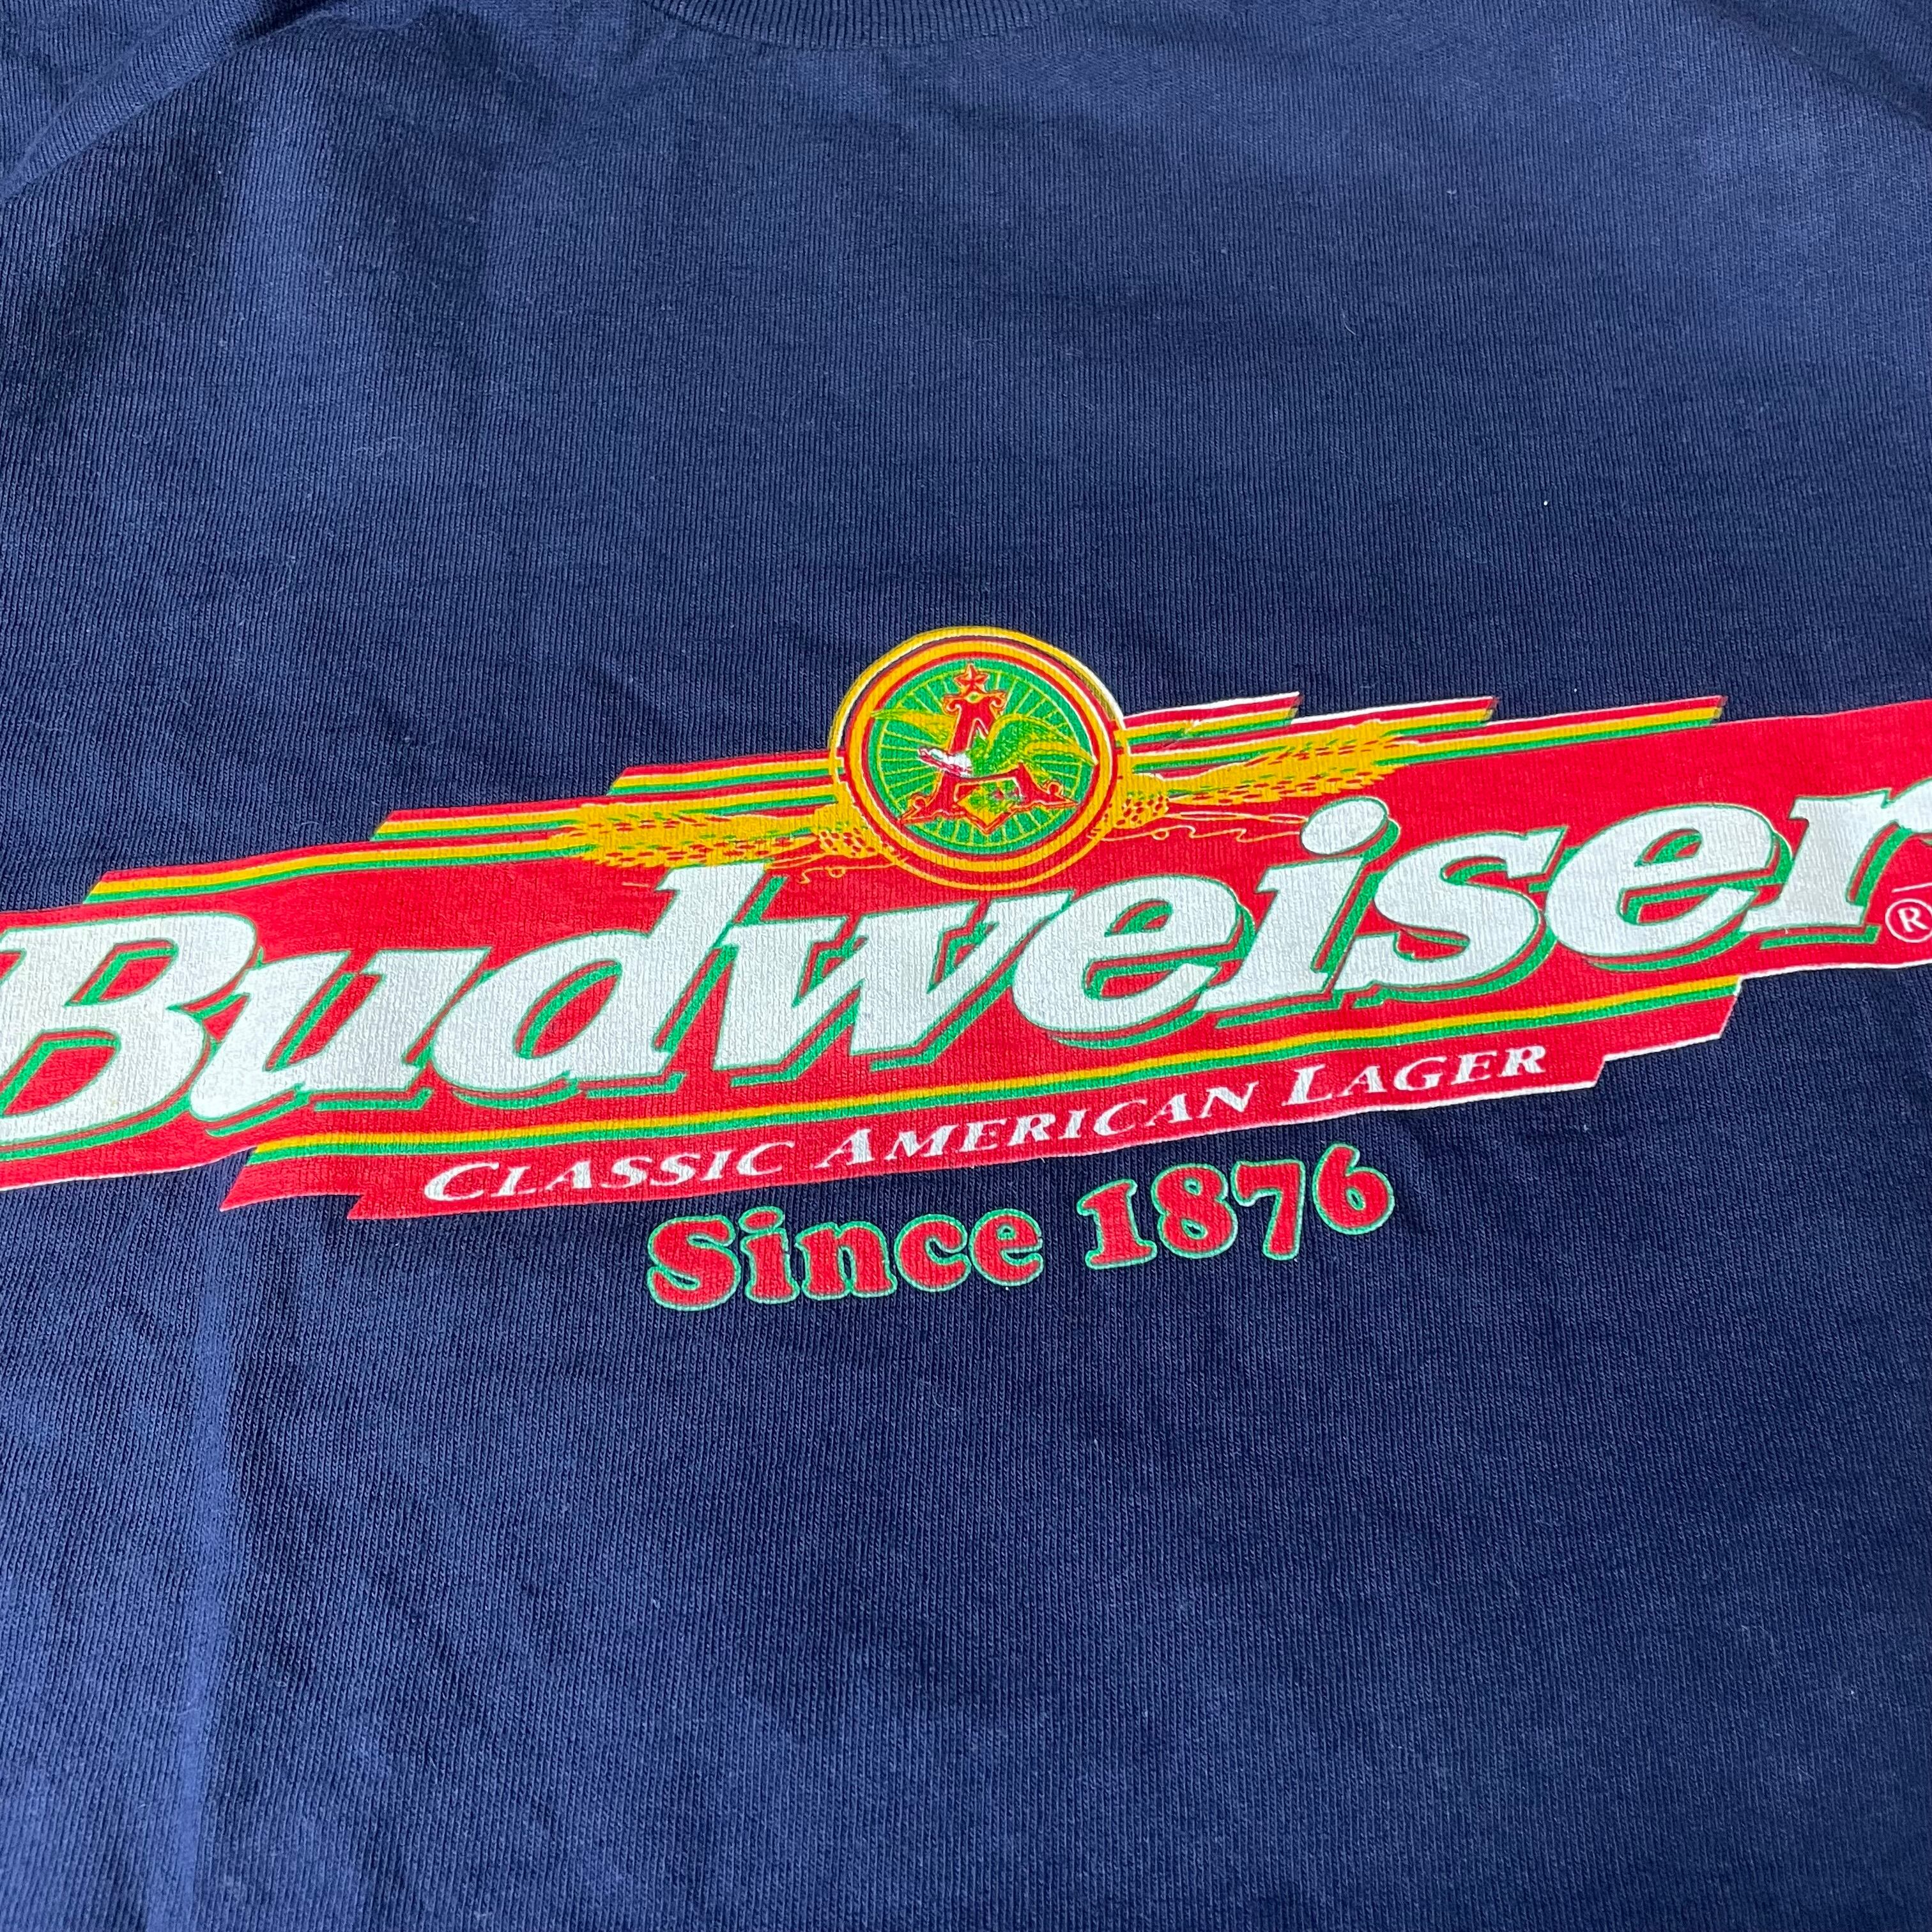 Budweiser®
CLASSIC AMERICAN LAGER
Since 1876